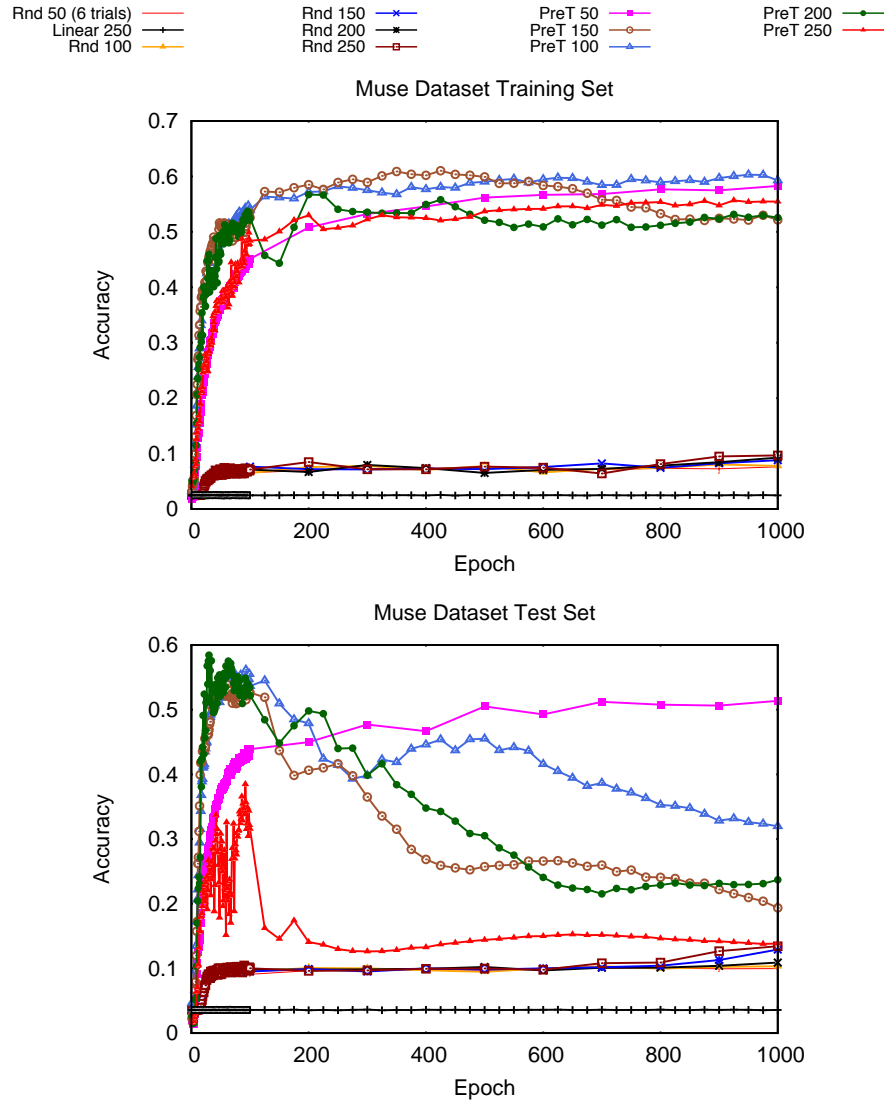 Rnd 50 (6 trials)
Linear 250
Rnd 100
Rnd 150
Rnd 200
Rnd 250
PreT 50
PreT 150
PreT 100
PreT 200
PreT 250
Muse Dataset Training Set
Accuracy
0.7
0.6
0.5
0.4
0.3
0.2
0.1
0
0 200 400 600 800 1000
Epoch
Muse Dataset Test Set
Accuracy
0.6
0.5
0.4
0.3
0.2
0.1
0
0 200 400 600 800 1000
Epoch